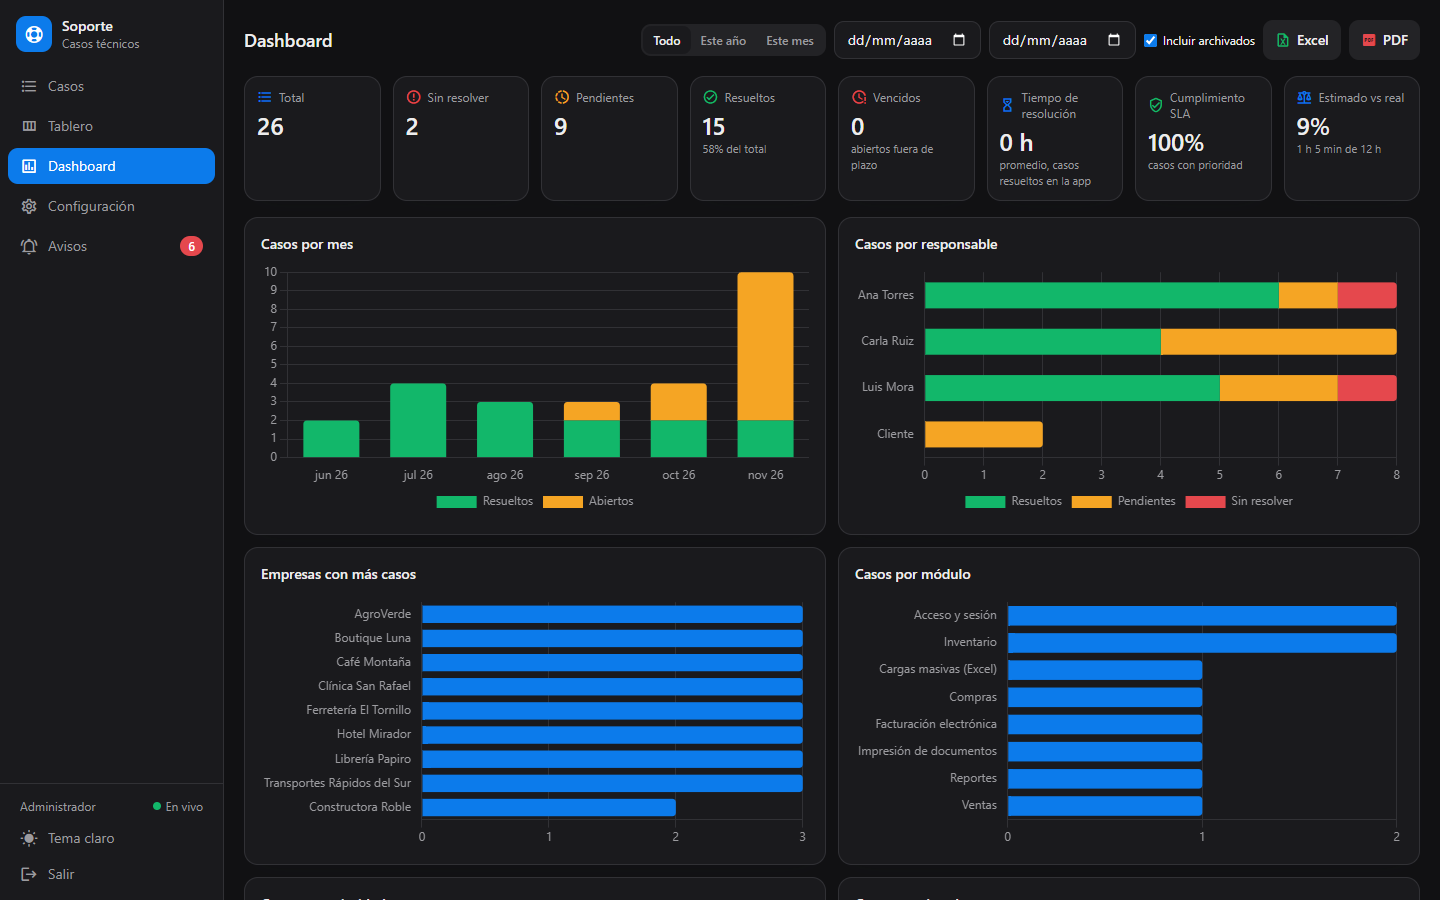 Soporte
Casos técnicos
Casos
Tablero
Dashboard
Configuración
Avisos
6
Administrador
En vivo
Tema claro
Salir
Dashboard
Todo
Este año
Este mes
dd/mm/aaaa
dd/mm/aaaa
Incluir archivados
Excel
PDF
Total
26
Sin resolver
2
Pendientes
9
Resueltos
15
58% del total
Vencidos
0
abiertos fuera de
plazo
Tiempo de
resolución
0 h
promedio, casos
resueltos en la app
Cumplimiento
SLA
100%
casos con prioridad
Estimado vs real
9%
1 h 5 min de 12 h
Casos por mes
10
9
8
7
6
5
4
3
2
1
0
jun 26
jul 26
ago 26
sep 26
oct 26
nov 26
Resueltos
Abiertos
Casos por responsable
Ana Torres
Carla Ruiz
Luis Mora
Cliente
0
1
2
3
4
5
6
7
8
Resueltos
Pendientes
Sin resolver
Empresas con más casos
AgroVerde
Boutique Luna
Café Montaña
Clínica San Rafael
Ferretería El Tornillo
Hotel Mirador
Librería Papiro
Transportes Rápidos del Sur
Constructora Roble
0
1
2
3
Casos por módulo
Acceso y sesión
Inventario
Cargas masivas (Excel)
Compras
Facturación electrónica
Impresión de documentos
Reportes
Ventas
0
1
2